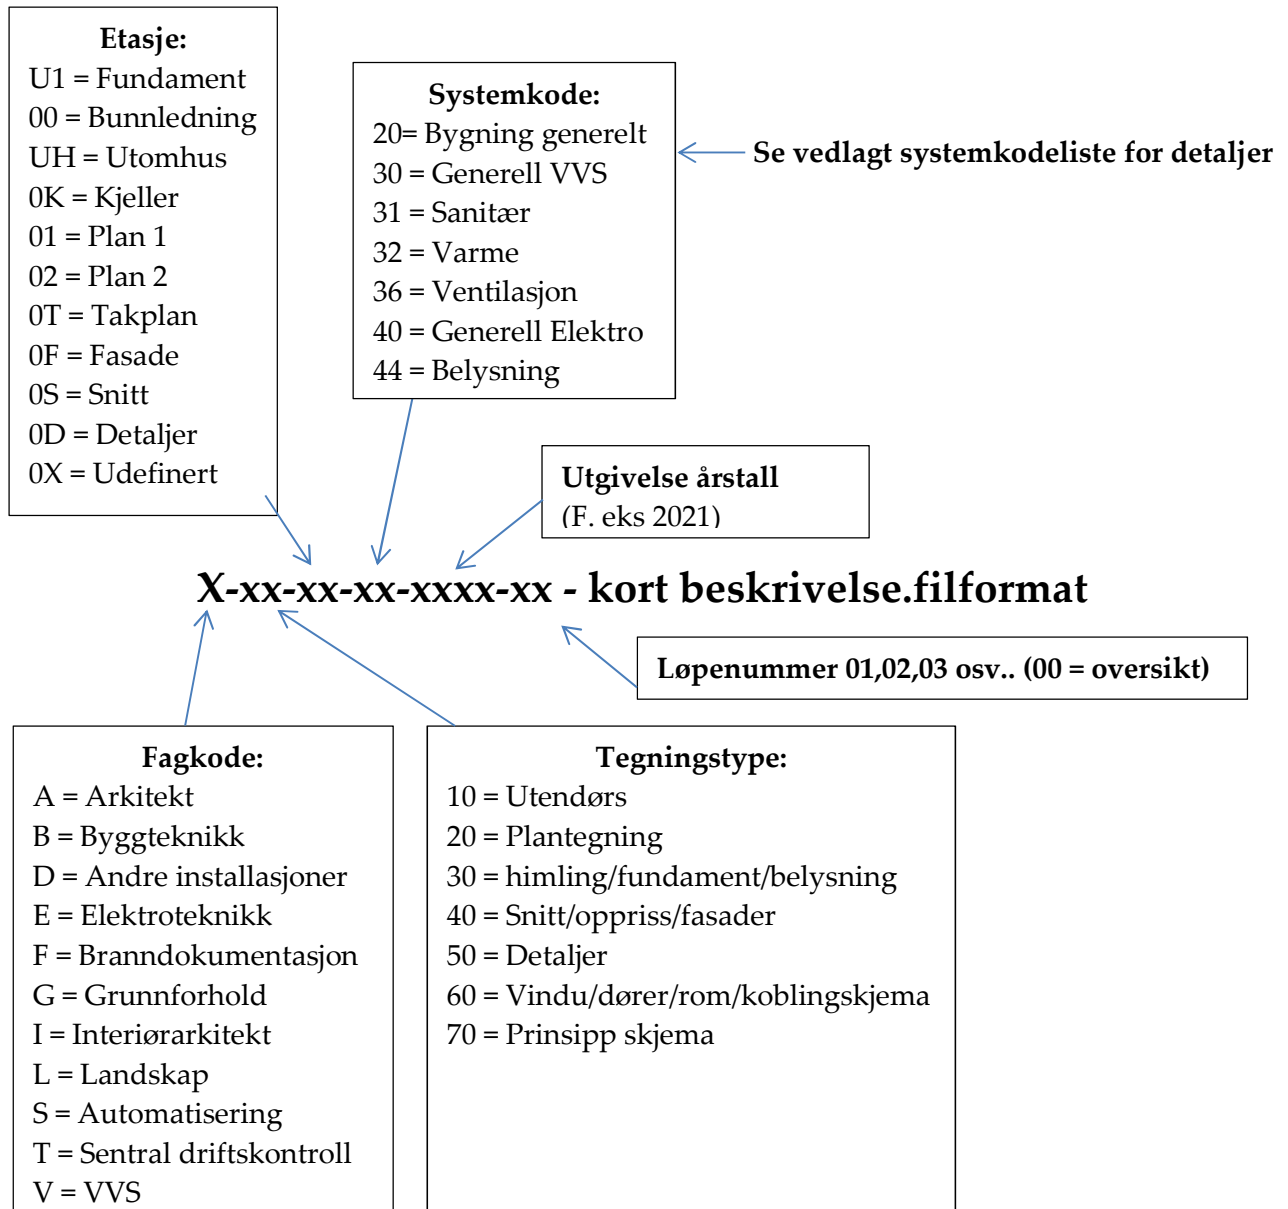 Etasje:
U1 = Fundament
00 = Bunnledning
UH = Utomhus
0K = Kjeller
01 = Plan 1
02 = Plan 2
0T = Takplan
0F = Fasade
0S = Snitt
0D = Detaljer
0X = Udefinert
Systemkode:
20= Bygning generelt
30 = Generell VVS
31 = Sanitær
32 = Varme
36 = Ventilasjon
40 = Generell Elektro
44 = Belysning
Se vedlagt systemkodeliste for detaljer
Utgivelse årstall
(F. eks 2021)
X-xx-xx-xx-xxxx-xx - kort beskrivelse.filformat
Løpenummer 01,02,03 osv.. (00 = oversikt)
Fagkode:
A = Arkitekt
B = Byggteknikk
D = Andre installasjoner
E = Elektroteknikk
F = Branndokumentasjon
G = Grunnforhold
I = Interiørarkitekt
L = Landskap
S = Automatisering
T = Sentral driftskontroll
V = VVS
Tegningstype:
10 = Utendørs
20 = Plantegning
30 = himling/fundament/belysning
40 = Snitt/oppriss/fasader
50 = Detaljer
60 = Vindu/dører/rom/koblingskjema
70 = Prinsipp skjema